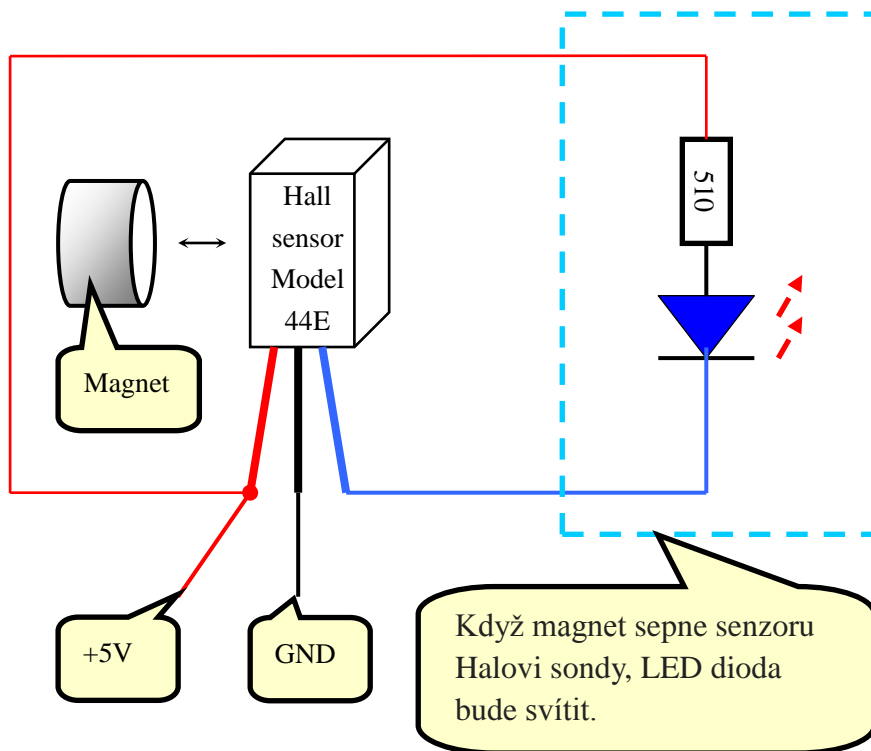 510
Hall
sensor
Model
44E
Magnet
+5V
GND
Když magnet sepne senzoru
Halovi sondy, LED dioda
bude svítit.